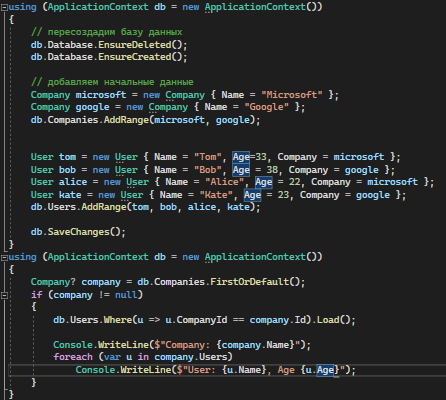 using (ApplicationContext db = new ApplicationContext())
{
// пересоздадим базу данных
db.Database.EnsureDeleted();
db.Database.EnsureCreated();
// добавляем начальные данные
Company microsoft = new Company { Name = "Microsoft" };
Company google = new Company { Name = "Google" };
db.Companies.AddRange(microsoft, google);
User tom = new User { Name = "Tom", Age=33, Company = microsoft };
User bob = new User { Name = "Bob", Age = 38, Company = google };
User alice = new User { Name = "Alice", Age = 22, Company = microsoft };
User kate = new User { Name = "Kate", Age = 23, Company = google };
db.Users.AddRange(tom, bob, alice, kate);
db.SaveChanges();
}
using (ApplicationContext db = new ApplicationContext())
{
Company? company = db.Companies.FirstOrDefault();
if (company != null)
{
db.Users.Where(u => u.CompanyId == company.Id).Load();
Console.WriteLine($"Company: {company.Name}");
foreach (var u in company.Users)
Console.WriteLine($"User: {u.Name}, Age {u.Age}");
}
}